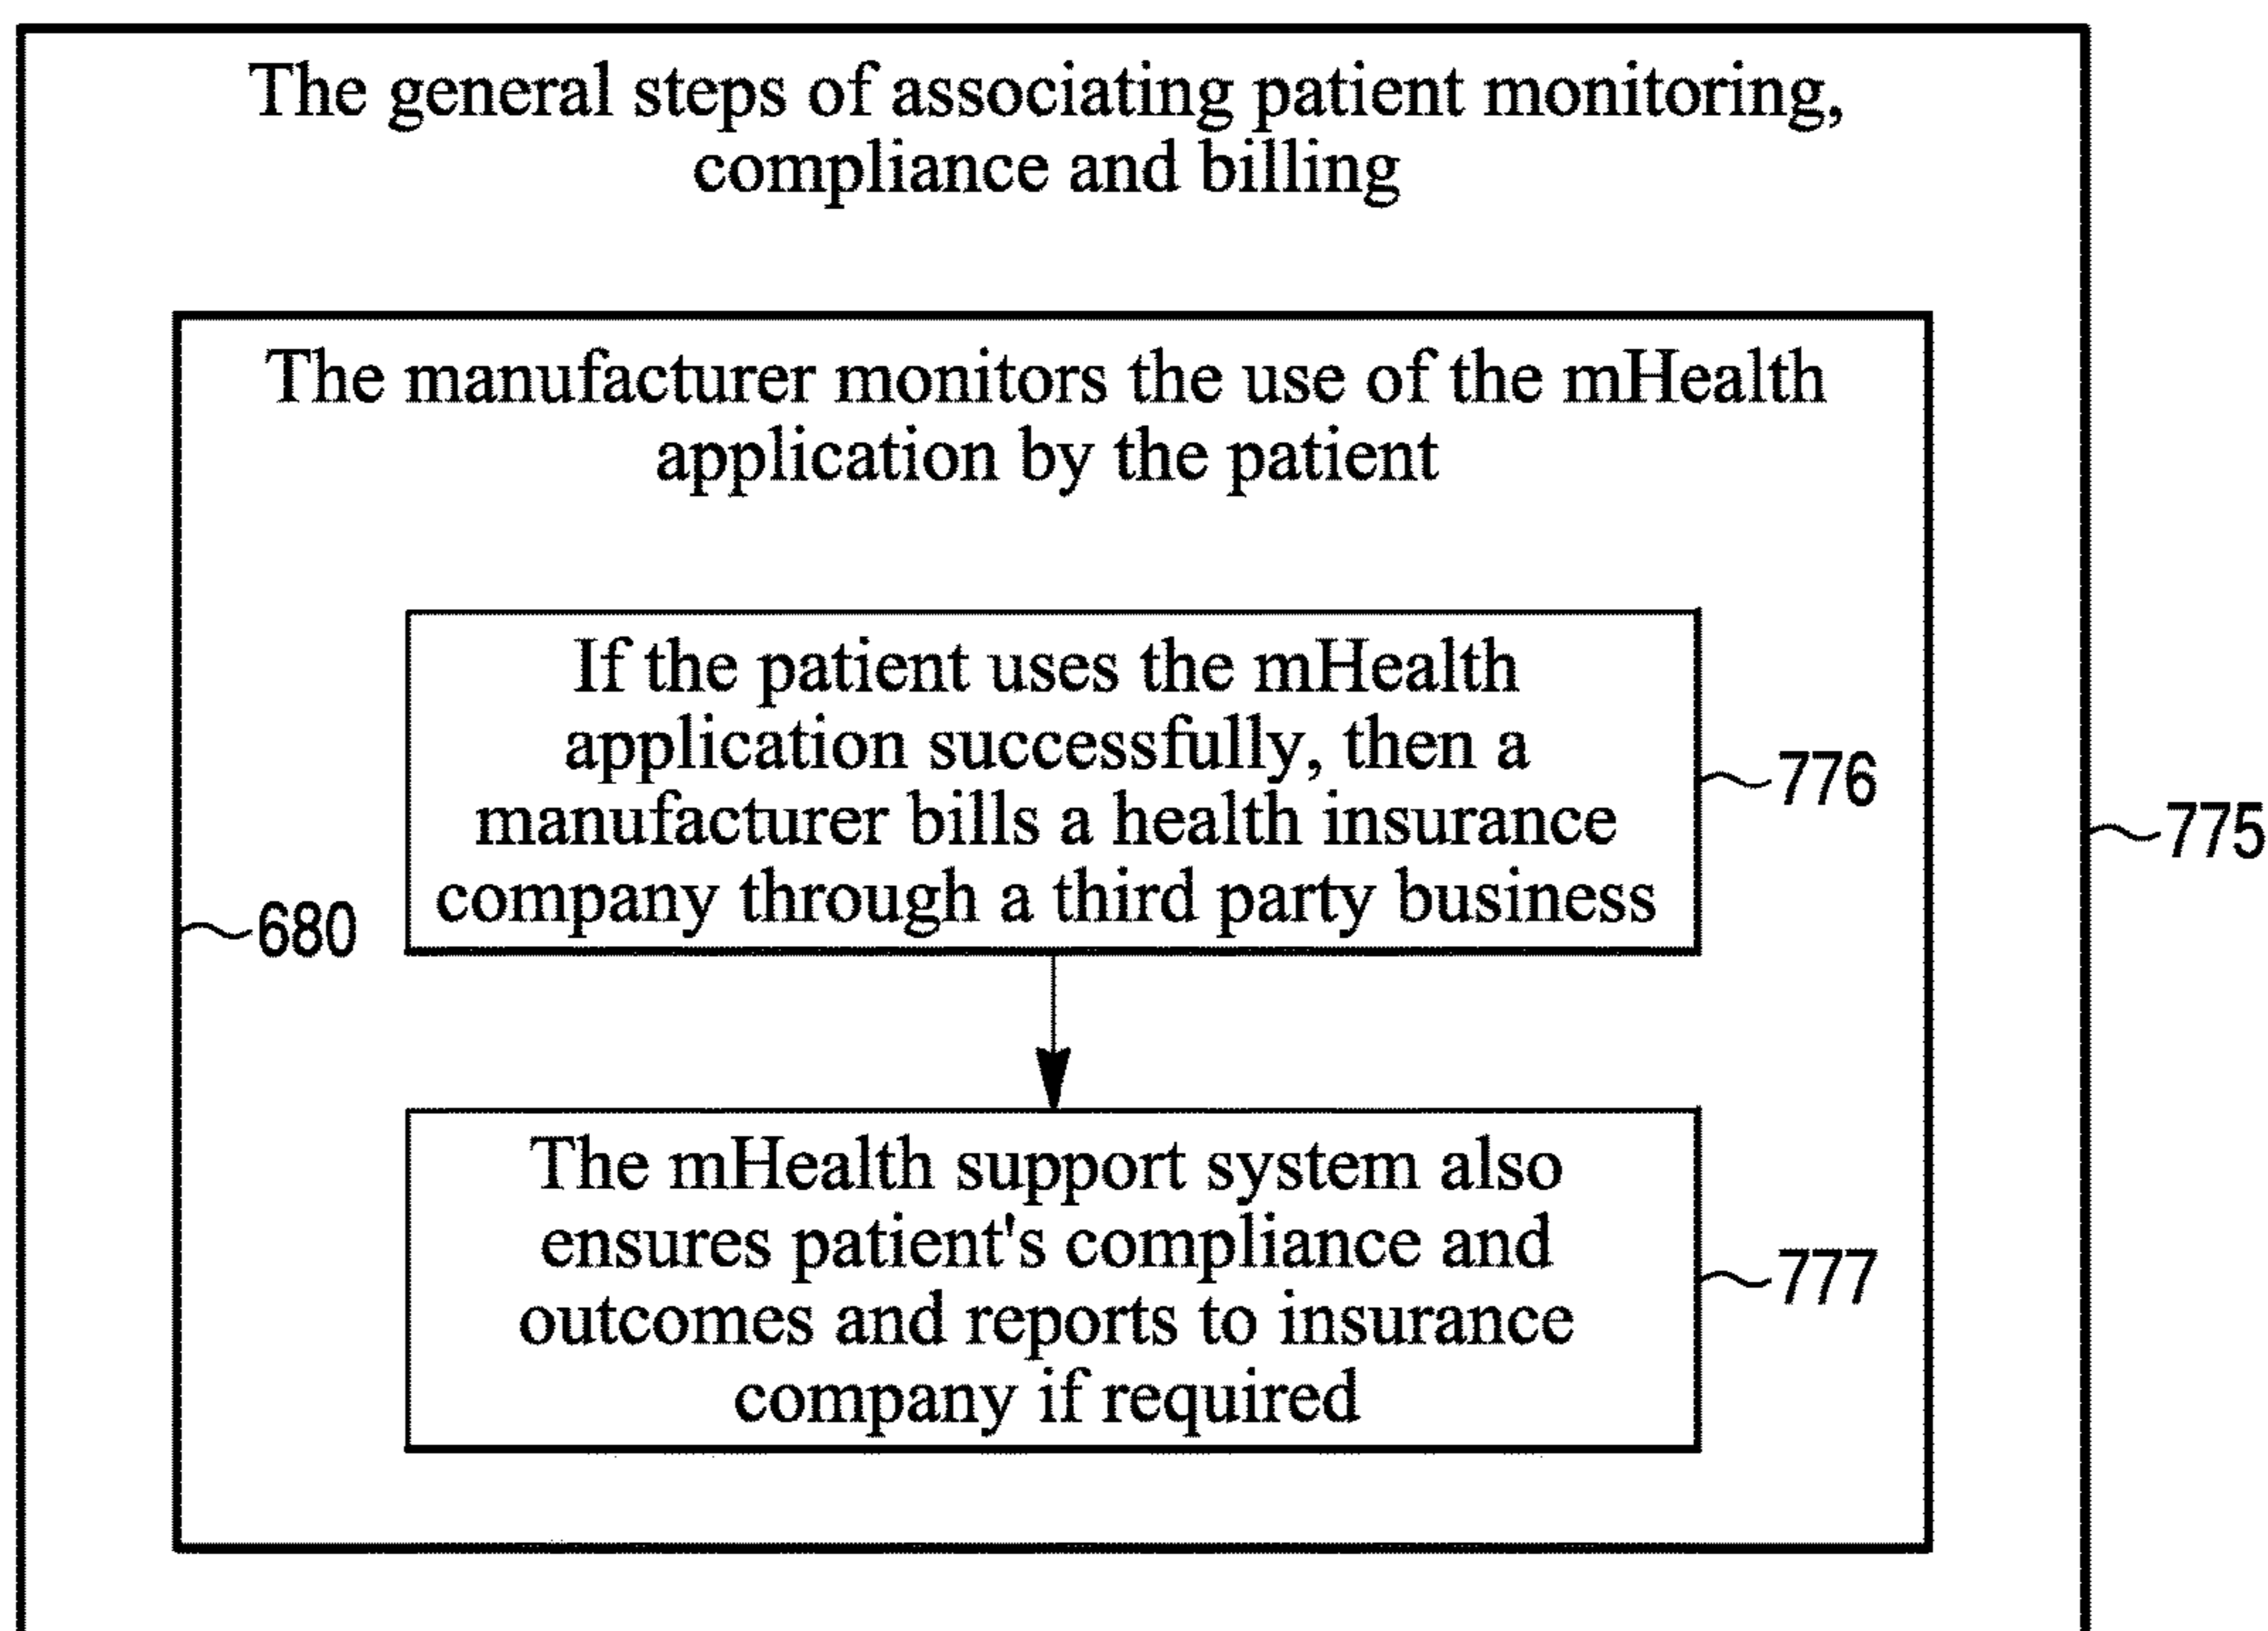 The general steps of associating patient monitoring,
compliance and billing
The manufacturer monitors the use of the mHealth
application by the patient
If the patient uses the mHealth
application successfully, then a
manufacturer bills a health insurance
company through a third party business
776
775
680
The mHealth support system also
ensures patient's compliance and
outcomes and reports to insurance
company if required
777